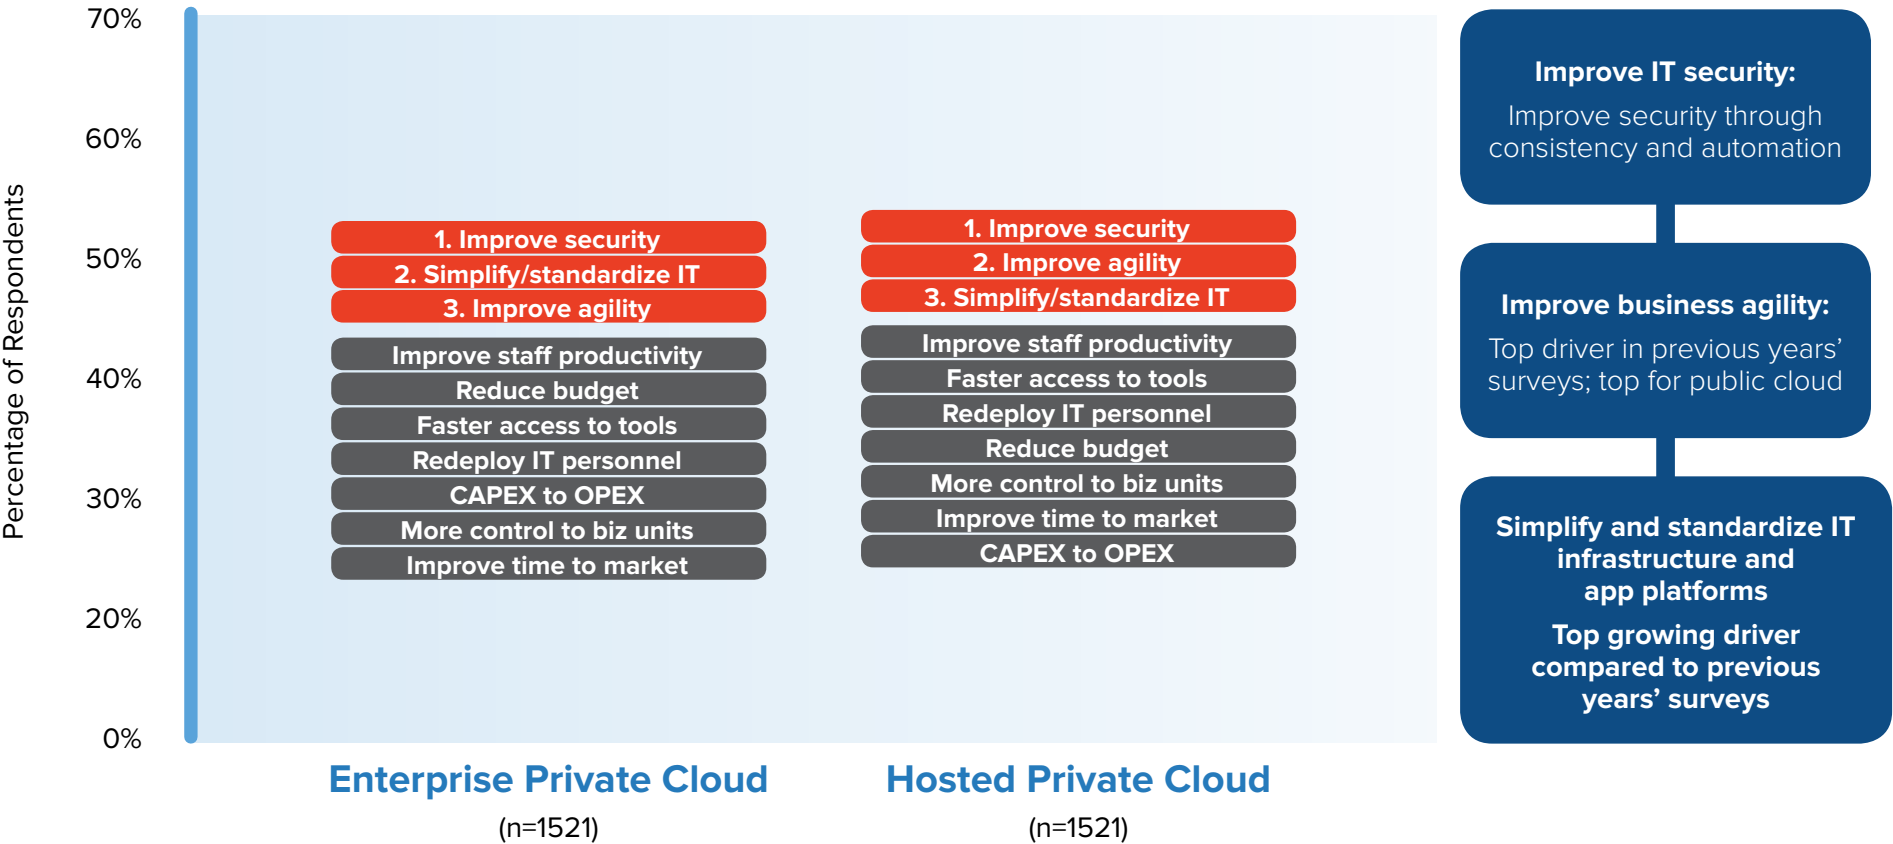 Percentage of Respondents
70%
60%
50%
40%
30%
20%
0%
1. Improve security
2. Simplify/standardize IT
3. Improve agility
Improve staff productivity
Reduce budget
Faster access to tools
Redeploy IT personnel
CAPEX to OPEX
More control to biz units
Improve time to market
Enterprise Private Cloud
(n=1521)
1. Improve security
2. Improve agility
3. Simplify/standardize IT
Improve staff productivity
Faster access to tools
Redeploy IT personnel
Reduce budget
More control to biz units
Improve time to market
CAPEX to OPEX
Hosted Private Cloud
(n=1521)
Improve IT security:
Improve security through
consistency and automation
Improve business agility:
Top driver in previous years’
surveys; top for public cloud
Simplify and standardize IT
infrastructure and
app platforms
Top growing driver
compared to previous
years’ surveys